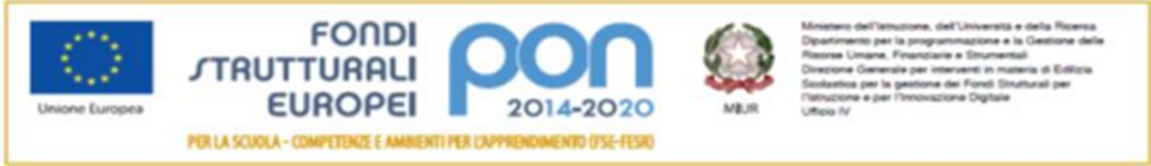 Unione Europea
FONDI
STRUTTURALI
EUROPEI
pon
2014-2020
PER LA SCUOLA - COMPETENZE E AMBIENTI PER L'APPRENDIMENTO (FSE-FESR)
MIUR
Ministero dell'Istruzione, dell'Università e della Ricerca
Dipartimento per la programmazione e la Gestione delle
Risorse Umane, Finanziarie e Strumentali
Direzione Generale per interventi in materia di Edilizia
Scolastica per la gestione dei Fondi Strutturali per
l'Istruzione e per l'Innovazione Digitale
Ufficio IV